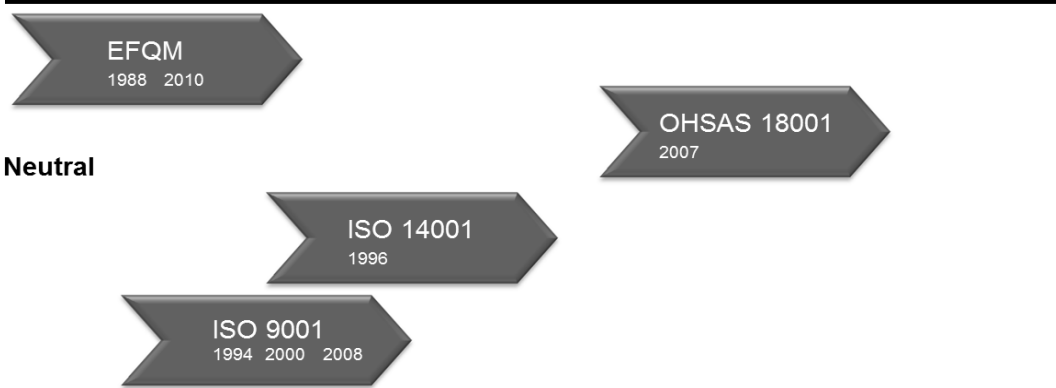 EFQM
1988 2010
OHSAS 18001
2007
Neutral
ISO 14001
1996
ISO 9001
1994 2000 2008